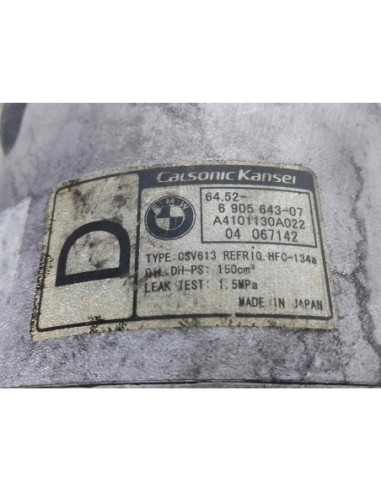 Calsonic Kansei
BMW
64.52-
6 905 643-07
A4101130A022
04 067142
D
TYPE: CSV613 REFRIG. HFC-134a
OIL: DH-PS: 150cm³
LEAK TEST: 1.5MPa
MADE IN JAPAN